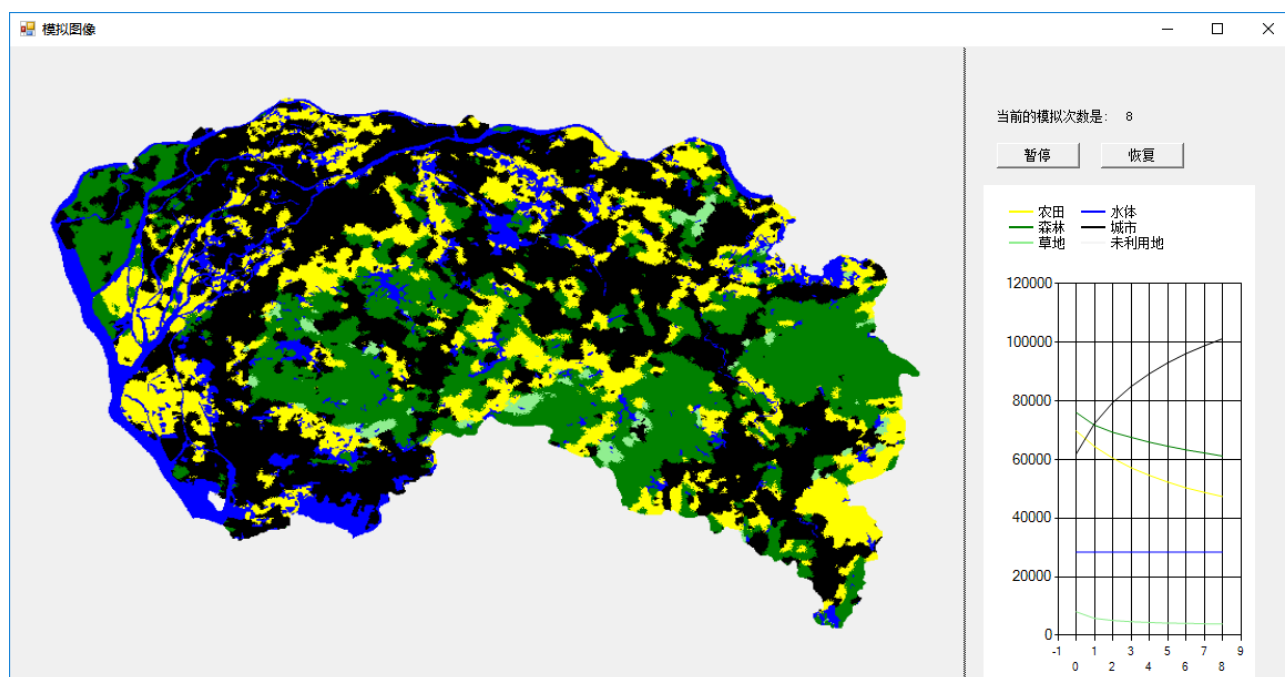 模拟图像
当前的模拟次数是: 8
暂停 恢复
农田 水体
森林 城市
草地 未利用地
120000
100000
80000
60000
40000
20000
0
-1 1 3 5 7 9
0 2 4 6 8